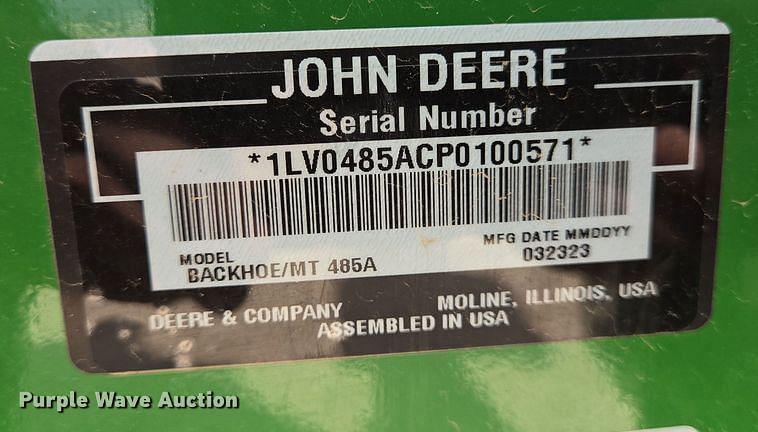 JOHN DEERE
Serial Number
*1LV0485ACP0100571*
MODEL
BACKHOE/MT 485A
MFG DATE MMDDYY
032323
DEERE & COMPANY
MOLINE, ILLINOIS, USA
ASSEMBLED IN USA
Purple Wave Auction